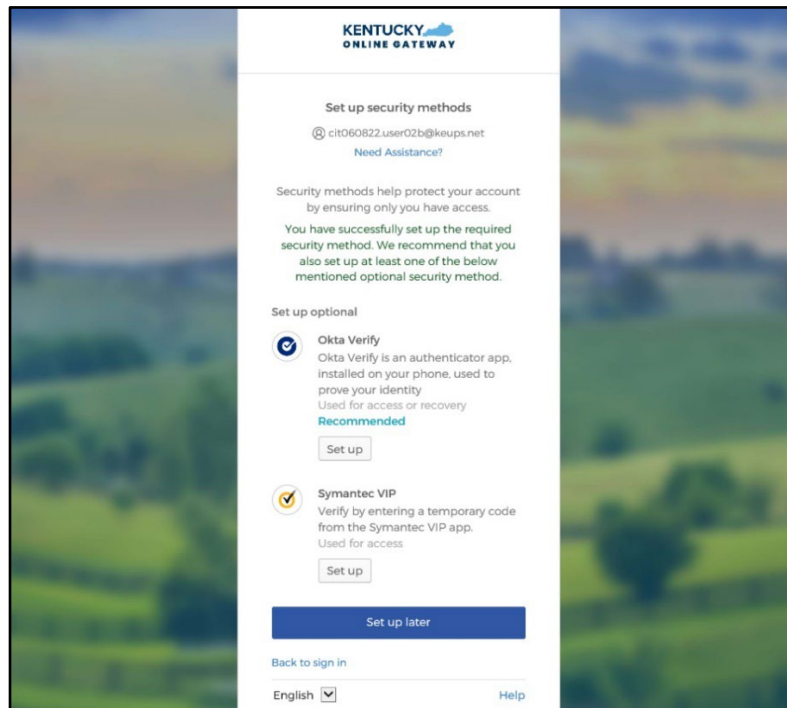 KENTUCKY
ONLINE GATEWAY
Set up security methods
cit060822.user02b@keups.net
Need Assistance?
Security methods help protect your account
by ensuring only you have access.
You have successfully set up the required
security method. We recommend that you
also set up at least one of the below
mentioned optional security method.
Set up optional
Okta Verify
Okta Verify is an authenticator app,
installed on your phone, used to
prove your identity
Used for access or recovery
Recommended
Set up
Symantec VIP
Verify by entering a temporary code
from the Symantec VIP app.
Used for access
Set up
Set up later
Back to sign in
English
Help